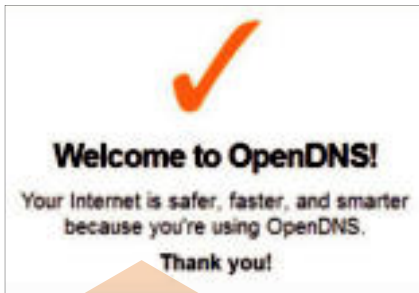 Welcome to OpenDNS!
Your Internet is safer, faster, and smarter
because you're using OpenDNS.
Thank you!